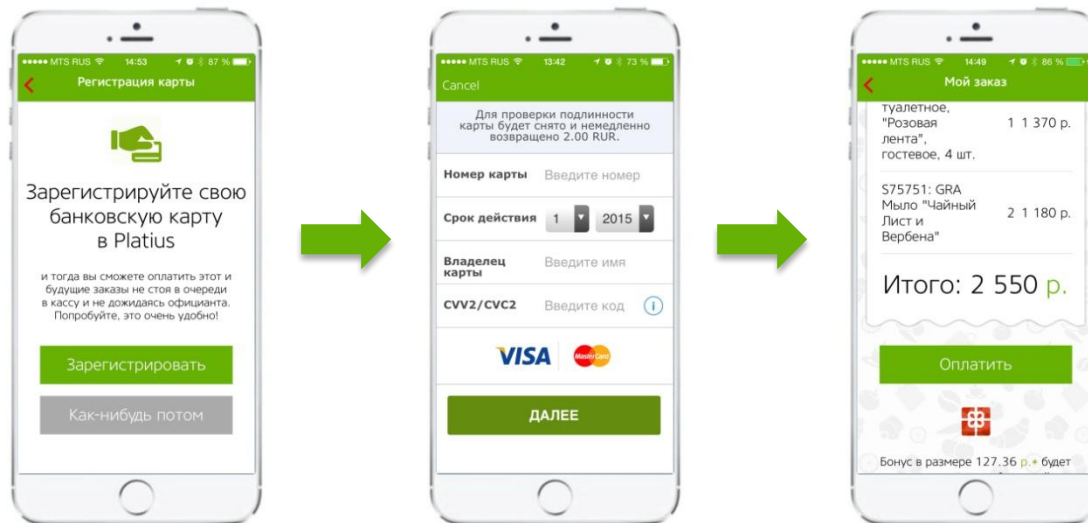 MTS RUS 14:53 87 %
Регистрация карты
Зарегистрируйте свою
банковскую карту
в Platius
и тогда вы сможете оплатить этот и
будущие заказы не стоя в очереди
в кассу и не дожидаясь официанта.
Попробуйте, это очень удобно!
Зарегистрировать
Как-нибудь потом
MTS RUS 13:42 73 %
Cancel
Для проверки подлинности
карты будет снято и немедленно
возвращено 2.00 RUR.
Номер карты Введите номер
Срок действия 1 2015
Владелец
карты Введите имя
CVV2/CVC2 Введите код i
VISA MasterCard
ДАЛЕЕ
MTS RUS 14:49 86 %
Мой заказ
туалетное,
"Розовая
лента", 1 1 370 р.
гостевое, 4 шт.
S75751: GRA
Мыло "Чайный
Лист и 2 1 180 р.
Вербена"
Итого: 2 550 р.
Оплатить
Бонус в размере 127.36 р.• будет